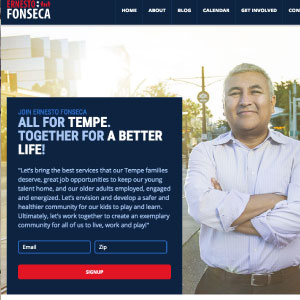 ERNESTO
FONSECA
HOME ABOUT BLOG CALENDAR GET INVOLVED CON
JOIN ERNESTO FONSECA
ALL FOR TEMPE.
TOGETHER FOR A BETTER
LIFE!
"Let's bring the best services that our Tempe families
deserve, great job opportunities to keep our young
talent home, and our older adults employed, engaged
and energized. Let's envision and develop a safer and
healthier community for our kids to play and learn.
Ultimately, let's work together to create an exemplary
community for all of us to live, work and play!"
Email Zip
SIGNUP